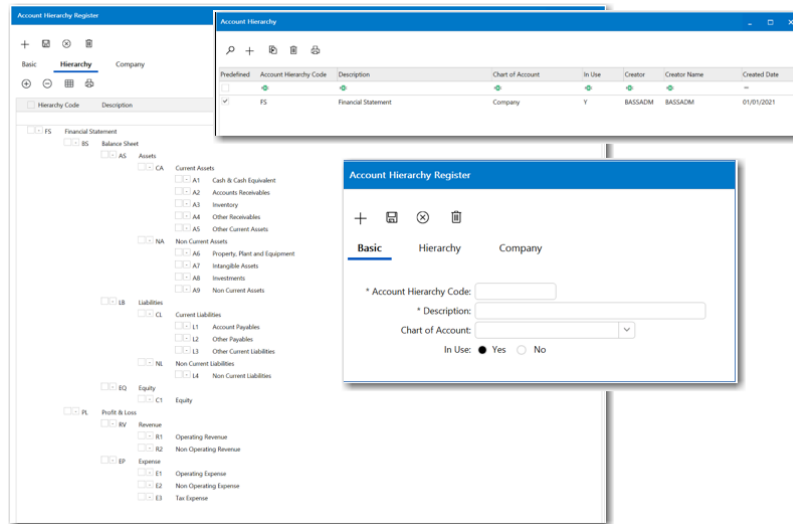 Account Hierarchy Register
Basic Hierarchy Company
Hierarchy Code Description
FS Financial Statement
BS Balance Sheet
AS Assets
CA Current Assets
A1 Cash & Cash Equivalent
A2 Accounts Receivables
A3 Inventory
A4 Other Receivables
A5 Other Current Assets
NA Non Current Assets
A6 Property, Plant and Equipment
A7 Intangible Assets
A8 Investments
A9 Non Current Assets
LB Liabilities
CL Current Liabilities
L1 Account Payables
L2 Other Payables
L3 Other Current Liabilities
NL Non Current Liabilities
L4 Non Current Liabilities
EQ Equity
C1 Equity
PL Profit & Loss
RV Revenue
R1 Operating Revenue
R2 Non Operating Revenue
EP Expense
E1 Operating Expense
E2 Non Operating Expense
E3 Tax Expense
Account Hierarchy
Predefined Account Hierarchy Code Description Chart of Account In Use Creator Creator Name Created Date
FS Financial Statement Company Y BASSADM BASSADM 01/01/2021
Account Hierarchy Register
Basic Hierarchy Company
* Account Hierarchy Code:
* Description:
Chart of Account:
In Use: Yes No